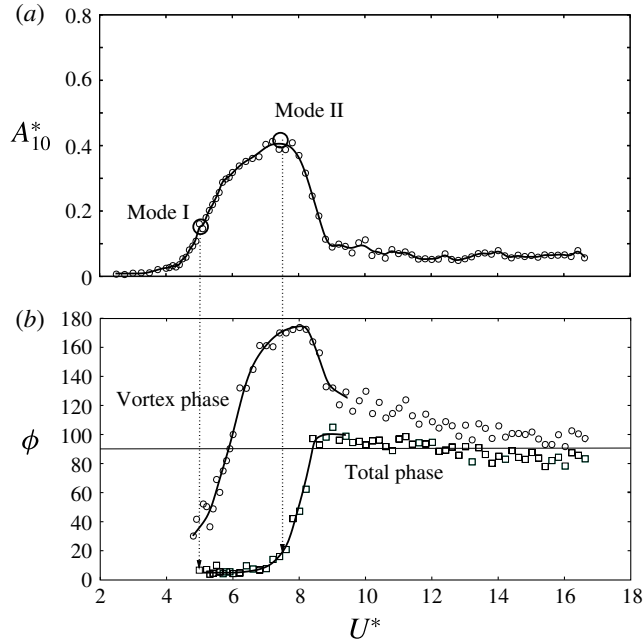 (a)
0.8
0.6
0.4
0.2
0
A*10
Mode II
Mode I
(b)
180
160
140
120
100
80
60
40
20
0
ϕ
Vortex phase
Total phase
2 4 6 8 10 12 14 16 18
U*